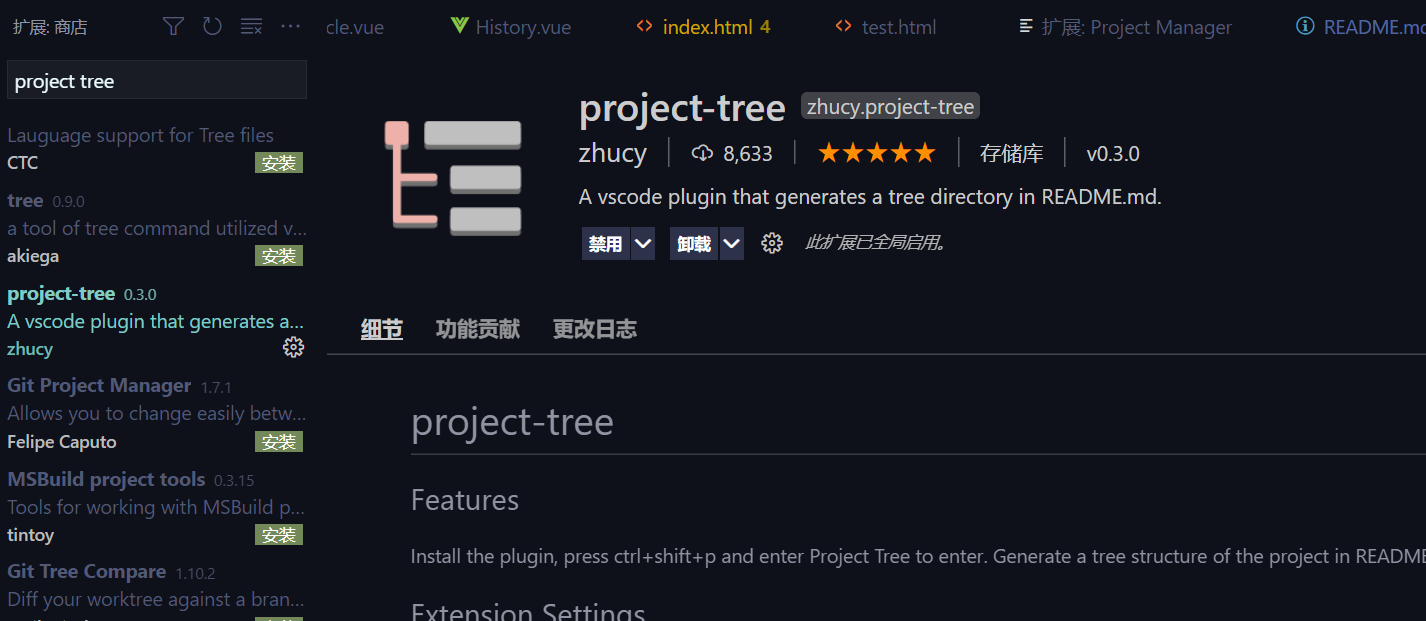 扩展: 商店
cle.vue
History.vue
index.html 4
test.html
扩展: Project Manager
README.md
project tree
Lauguage support for Tree files
CTC
安装
tree 0.9.0
a tool of tree command utilized v...
akiega
安装
project-tree 0.3.0
A vscode plugin that generates a...
zhucy
Git Project Manager 1.7.1
Allows you to change easily betw...
Felipe Caputo
安装
MSBuild project tools 0.3.15
Tools for working with MSBuild p...
tintoy
安装
Git Tree Compare 1.10.2
Diff your worktree against a bran...
project-tree zhucy.project-tree
zhucy 8,633 存储库 v0.3.0
A vscode plugin that generates a tree directory in README.md.
禁用 卸载 此扩展已全局启用。
细节 功能贡献 更改日志
project-tree
Features
Install the plugin, press ctrl+shift+p and enter Project Tree to enter. Generate a tree structure of the project in README
Extension Settings